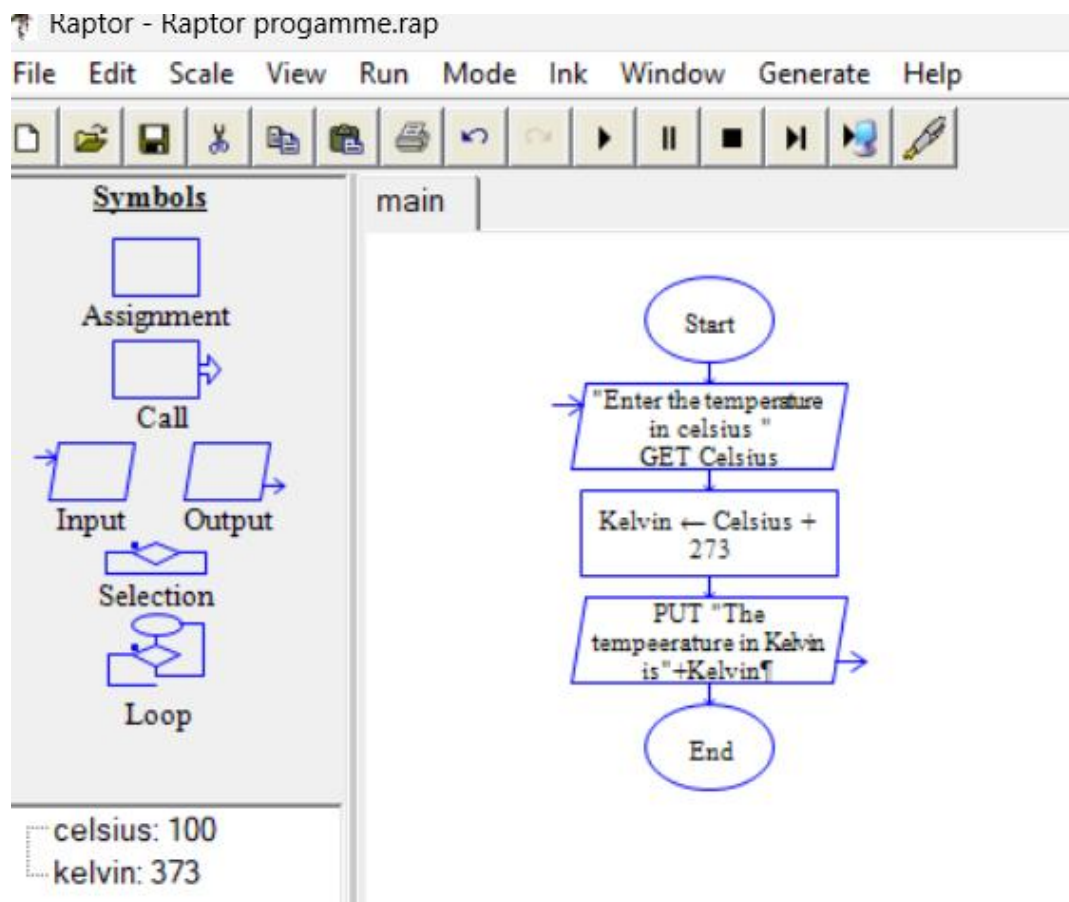 Raptor - Raptor progamme.rap
File Edit Scale View Run Mode Ink Window Generate Help
Symbols
Assignment
Call
Input Output
Selection
Loop
celsius: 100
kelvin: 373
main
Start
"Enter the temperature
in celsius "
GET Celsius
Kelvin ← Celsius +
273
PUT "The
tempeerature in Kelvin
is"+Kelvin¶
End